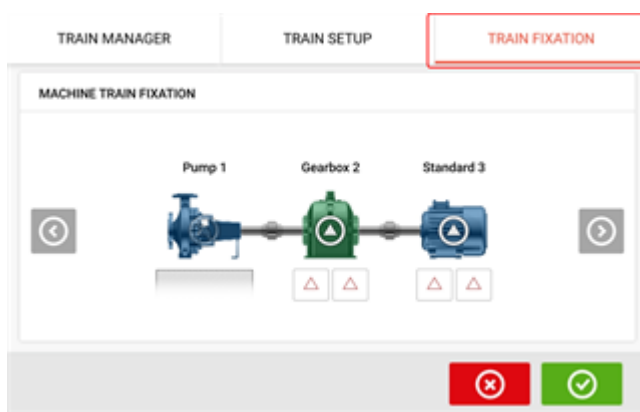 TRAIN MANAGER TRAIN SETUP TRAIN FIXATION
MACHINE TRAIN FIXATION
Pump 1 Gearbox 2 Standard 3